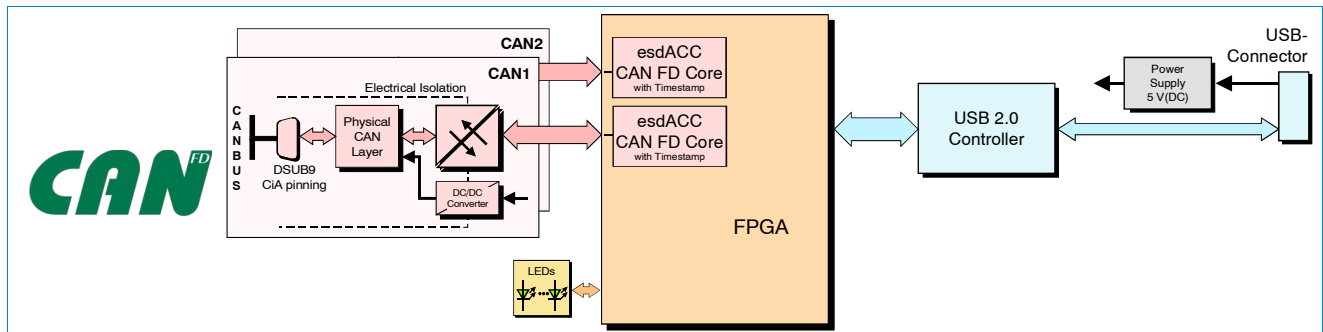 CAN FD
CAN2
CAN1
Electrical Isolation
CANBUS
DSUB9
CiA pinning
Physical
CAN
Layer
DC/DC
Converter
LEDs
esdACC
CAN FD Core
with Timestamp
esdACC
CAN FD Core
with Timestamp
FPGA
USB 2.0
Controller
Power
Supply
5 V(DC)
USB-
Connector